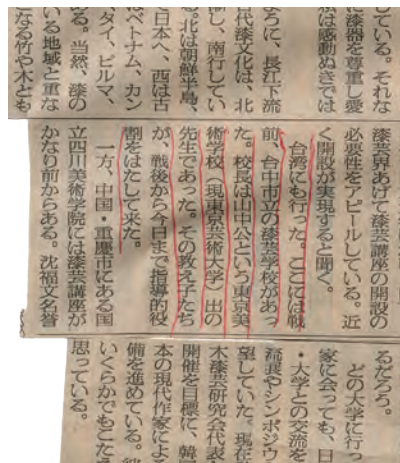 している。それな
に漆器を尊重し愛
私は感動ぬきでは
ように、長江下流
古代漆文化は、北
播し、南行してい
る。北は朝鮮半島、
て日本へ、西は古
はベトナム、カン
、タイ、ビルマ、
る。当然、漆の
いる地域と重な
となる竹や木とも
漆芸界あげて漆芸講座の開設の
必要性をアピールしている。近
く開設が実現すると聞く。
台湾にも行った。ここには戦
前、台中市立の漆芸学校があっ
た。校長は山中公という東京美
術学校（現東京芸術大学）出の
先生であった。その教え子たち
が、戦後から今日まで指導的役
割をはたして来た。
一方、中国・重慶市にある国
立四川美術学院には漆芸講座が
かなり前からある。沈福文名誉
るだろう。
どの大学に行っ
家に会っても、日
・大学との交流を
流展やシンポジウ
望していた。現在
木漆芸研究会代表
開催を目標に、韓
本の現代作家によ
備を進めている。
いくらかでもこたえ
思っている。